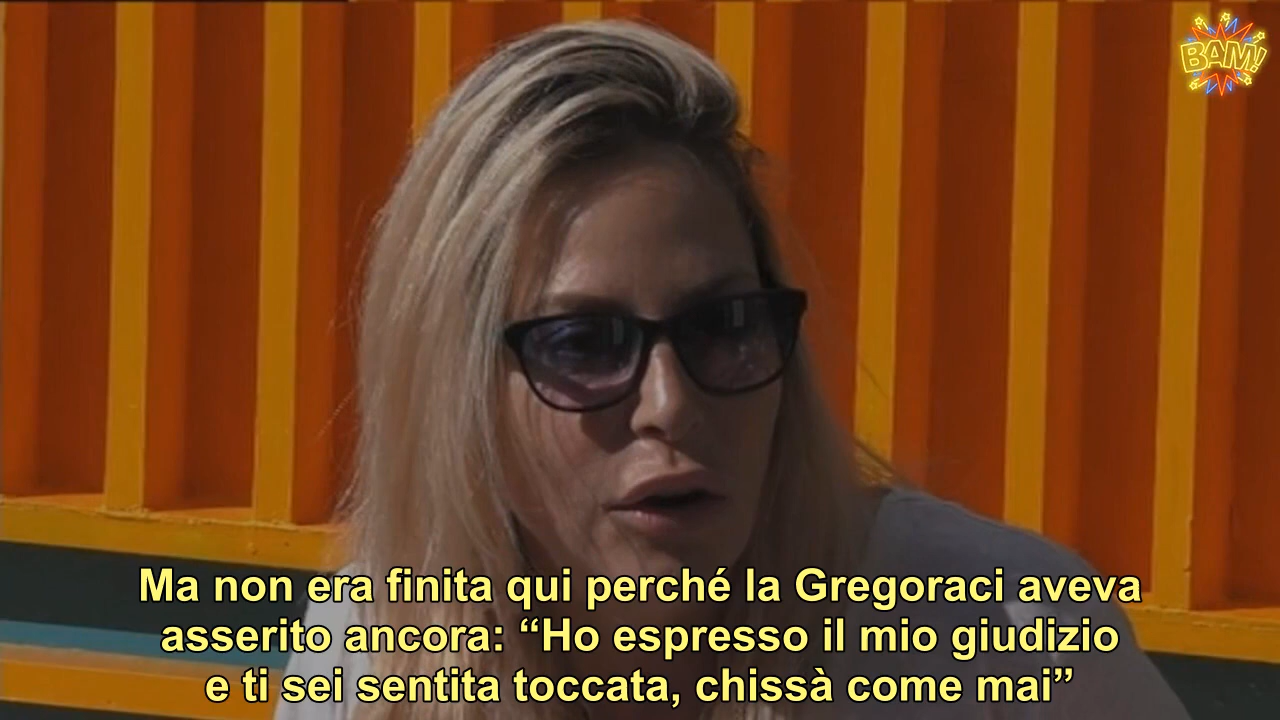 BAM!
Ma non era finita qui perché la Gregoraci aveva
asserito ancora: “Ho espresso il mio giudizio
e ti sei sentita toccata, chissà come mai”